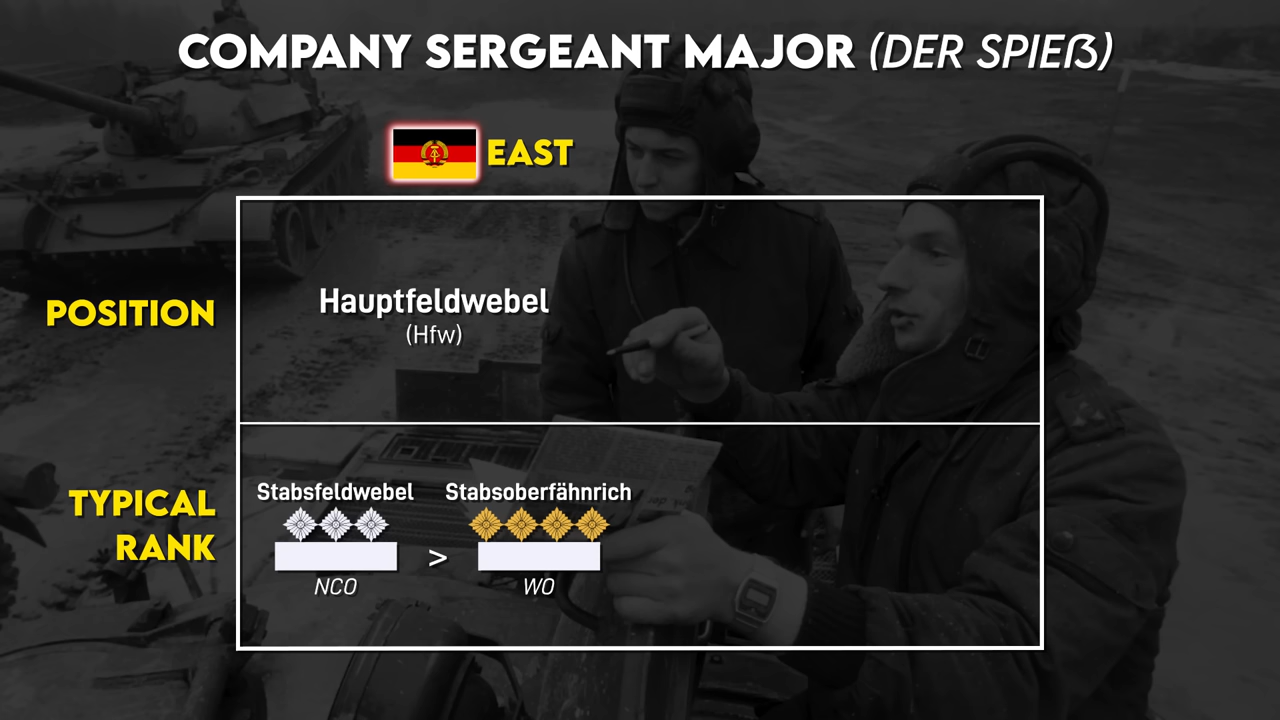 COMPANY SERGEANT MAJOR (DER SPIEß)
EAST
POSITION
Hauptfeldwebel
(Hfw)
TYPICAL
RANK
Stabsfeldwebel
Stabsoberfähnrich
>
NCO
WO